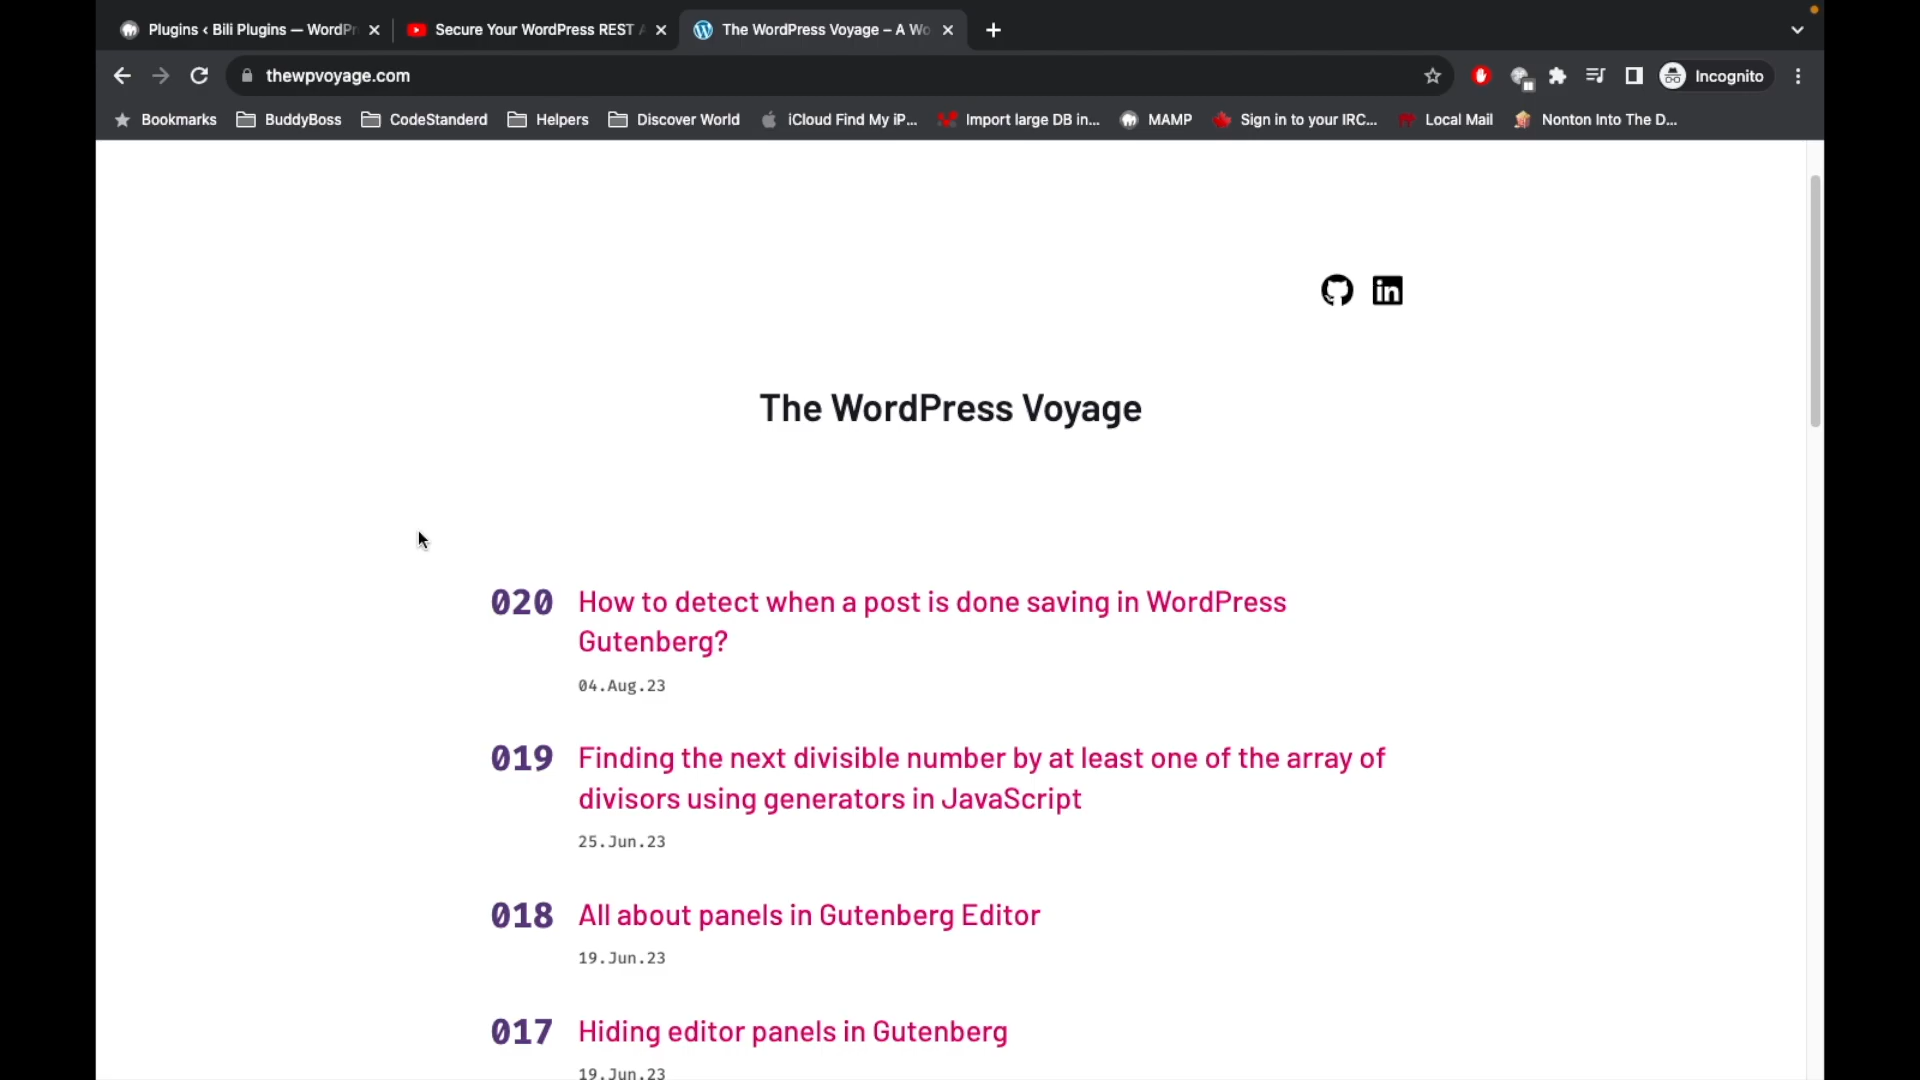 Plugins ‹ Bili Plugins — WordPr
Secure Your WordPress REST A
The WordPress Voyage – A Wo
thewpvoyage.com
Incognito
Bookmarks
BuddyBoss
CodeStanderd
Helpers
Discover World
iCloud Find My iP...
Import large DB in...
MAMP
Sign in to your IRC...
Local Mail
Nonton Into The D...
The WordPress Voyage
020 How to detect when a post is done saving in WordPress
Gutenberg?
04.Aug.23
019 Finding the next divisible number by at least one of the array of
divisors using generators in JavaScript
25.Jun.23
018 All about panels in Gutenberg Editor
19.Jun.23
017 Hiding editor panels in Gutenberg
19.Jun.23